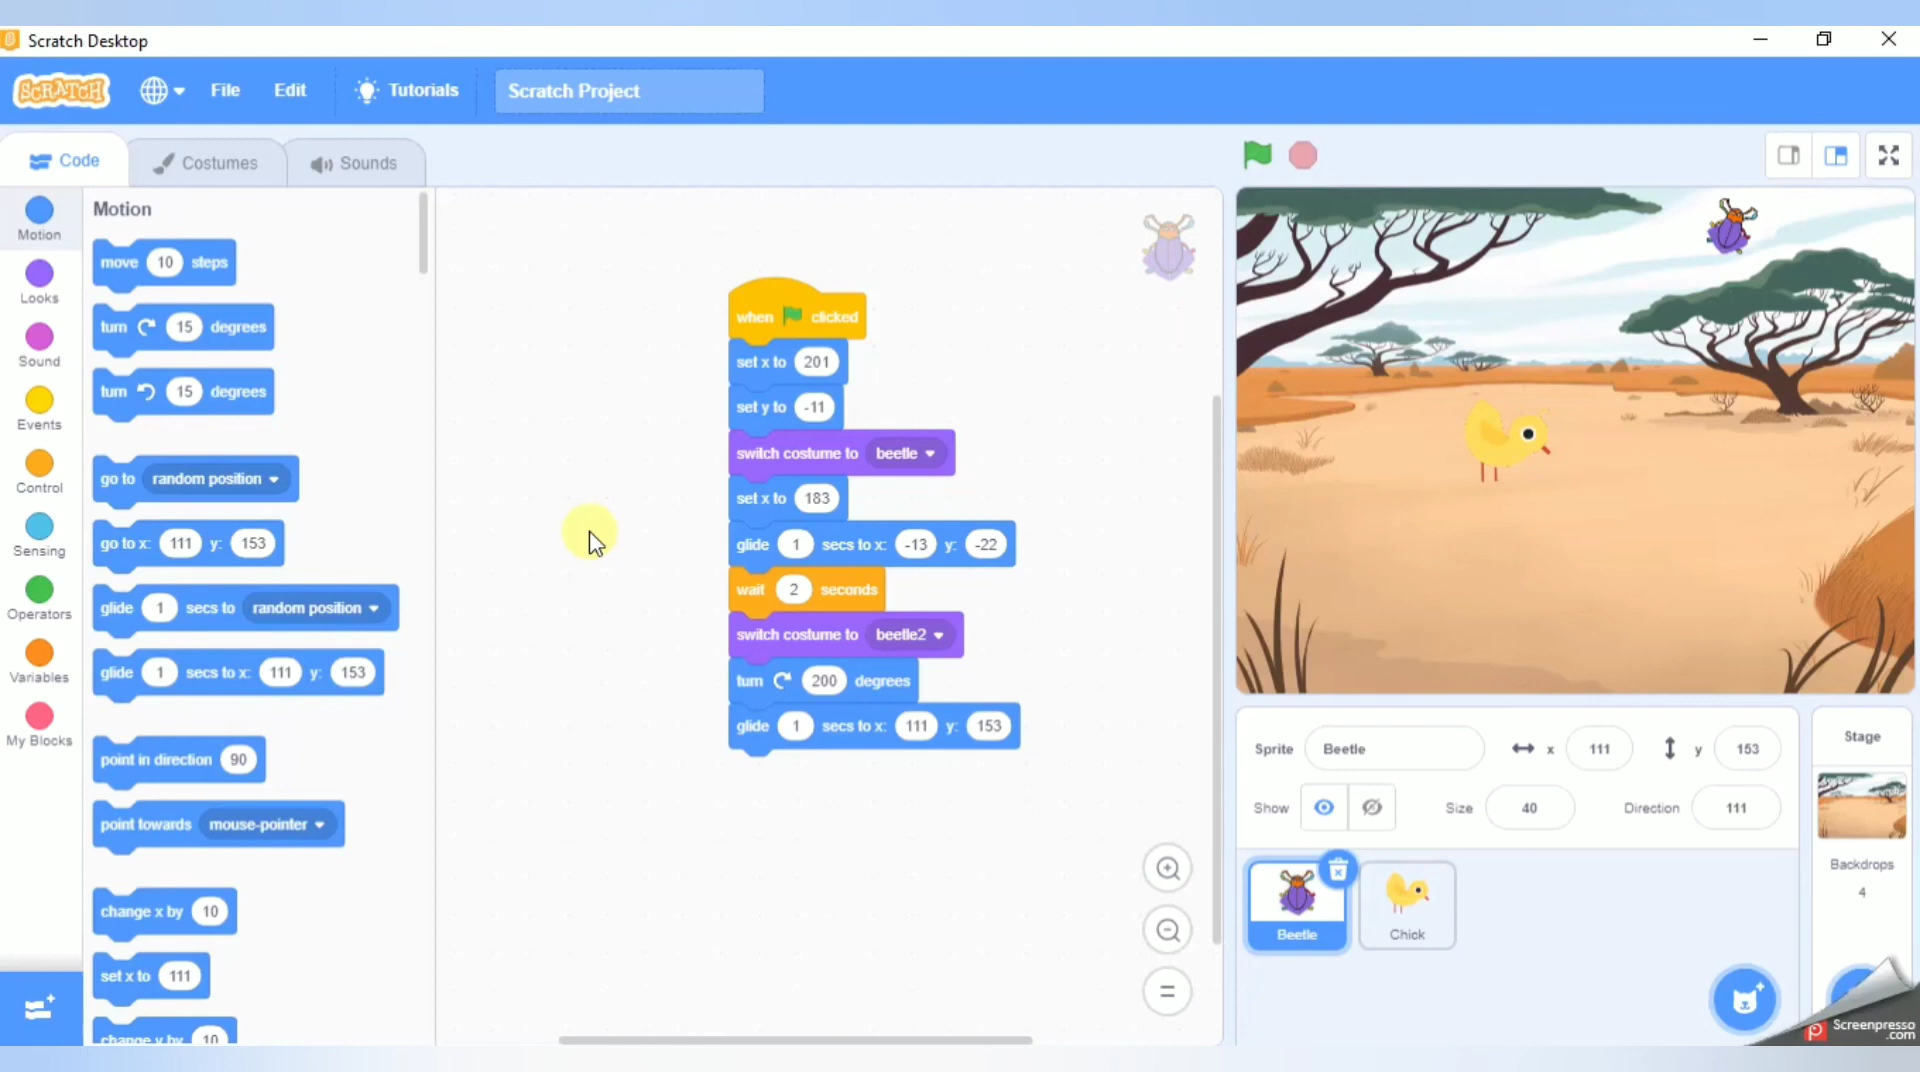 Scratch Desktop
SCRATCH
File
Edit
Tutorials
Scratch Project
Code
Costumes
Sounds
Motion
Looks
Sound
Events
Control
Sensing
Operators
Variables
My Blocks
Motion
move 10 steps
turn 15 degrees
turn 15 degrees
go to random position
go to x: 111 y: 153
glide 1 secs to random position
glide 1 secs to x: 111 y: 153
point in direction 90
point towards mouse-pointer
change x by 10
set x to 111
change y by 10
when clicked
set x to 201
set y to -11
switch costume to beetle
set x to 183
glide 1 secs to x: -13 y: -22
wait 2 seconds
switch costume to beetle2
turn 200 degrees
glide 1 secs to x: 111 y: 153
Sprite Beetle x 111 y 153
Show Size 40 Direction 111
Beetle
Chick
Stage
Backdrops
4
Screenpresso
.com